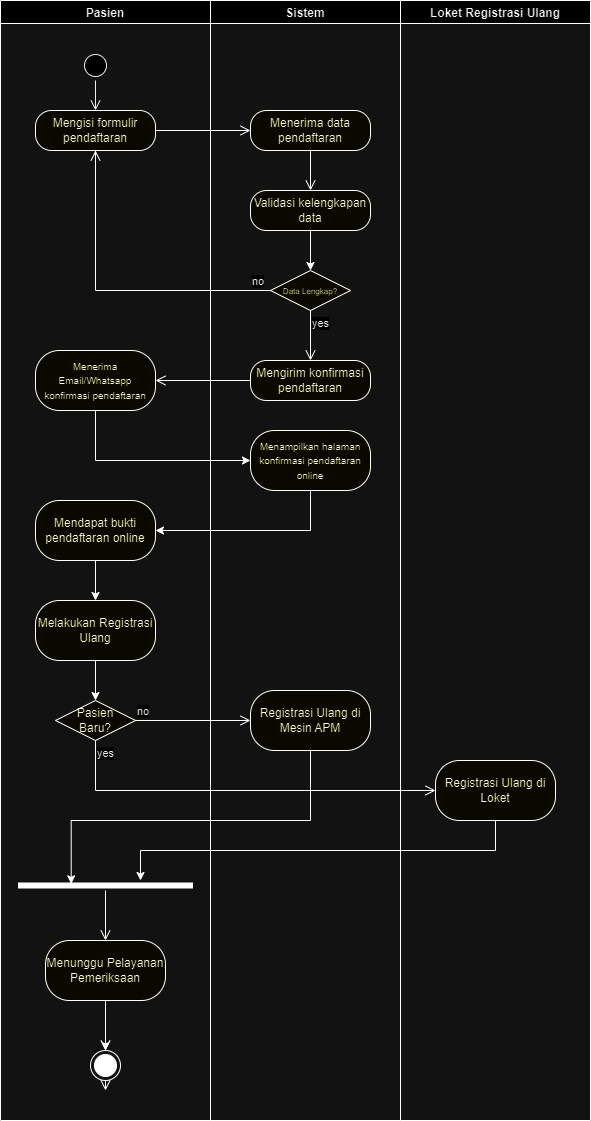 Pasien
Sistem
Loket Registrasi Ulang
Mengisi formulir
pendaftaran
Menerima data
pendaftaran
Validasi kelengkapan
data
no
Data Lengkap?
yes
Menerima
Email/Whatsapp
konfirmasi pendaftaran
Mengirim konfirmasi
pendaftaran
Menampilkan halaman
konfirmasi pendaftaran
online
Mendapat bukti
pendaftaran online
Melakukan Registrasi
Ulang
Pasien
Baru?
no
yes
Registrasi Ulang di
Mesin APM
Registrasi Ulang di
Loket
Menunggu Pelayanan
Pemeriksaan